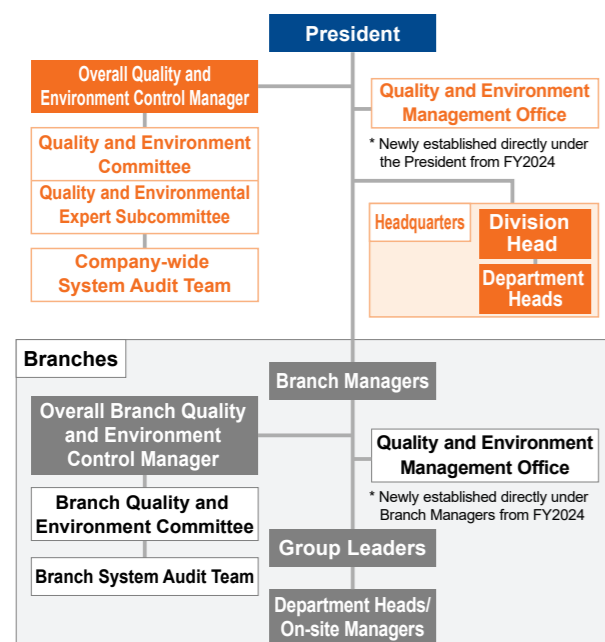 President
Overall Quality and
Environment Control Manager
Quality and Environment
Management Office
* Newly established directly under
the President from FY2024
Quality and Environment
Committee
Quality and Environmental
Expert Subcommittee
Company-wide
System Audit Team
Headquarters
Division
Head
Department
Heads
Branches
Branch Managers
Overall Branch Quality
and Environment
Control Manager
Quality and Environment
Management Office
* Newly established directly under
Branch Managers from FY2024
Branch Quality and
Environment Committee
Branch System Audit Team
Group Leaders
Department Heads/
On-site Managers